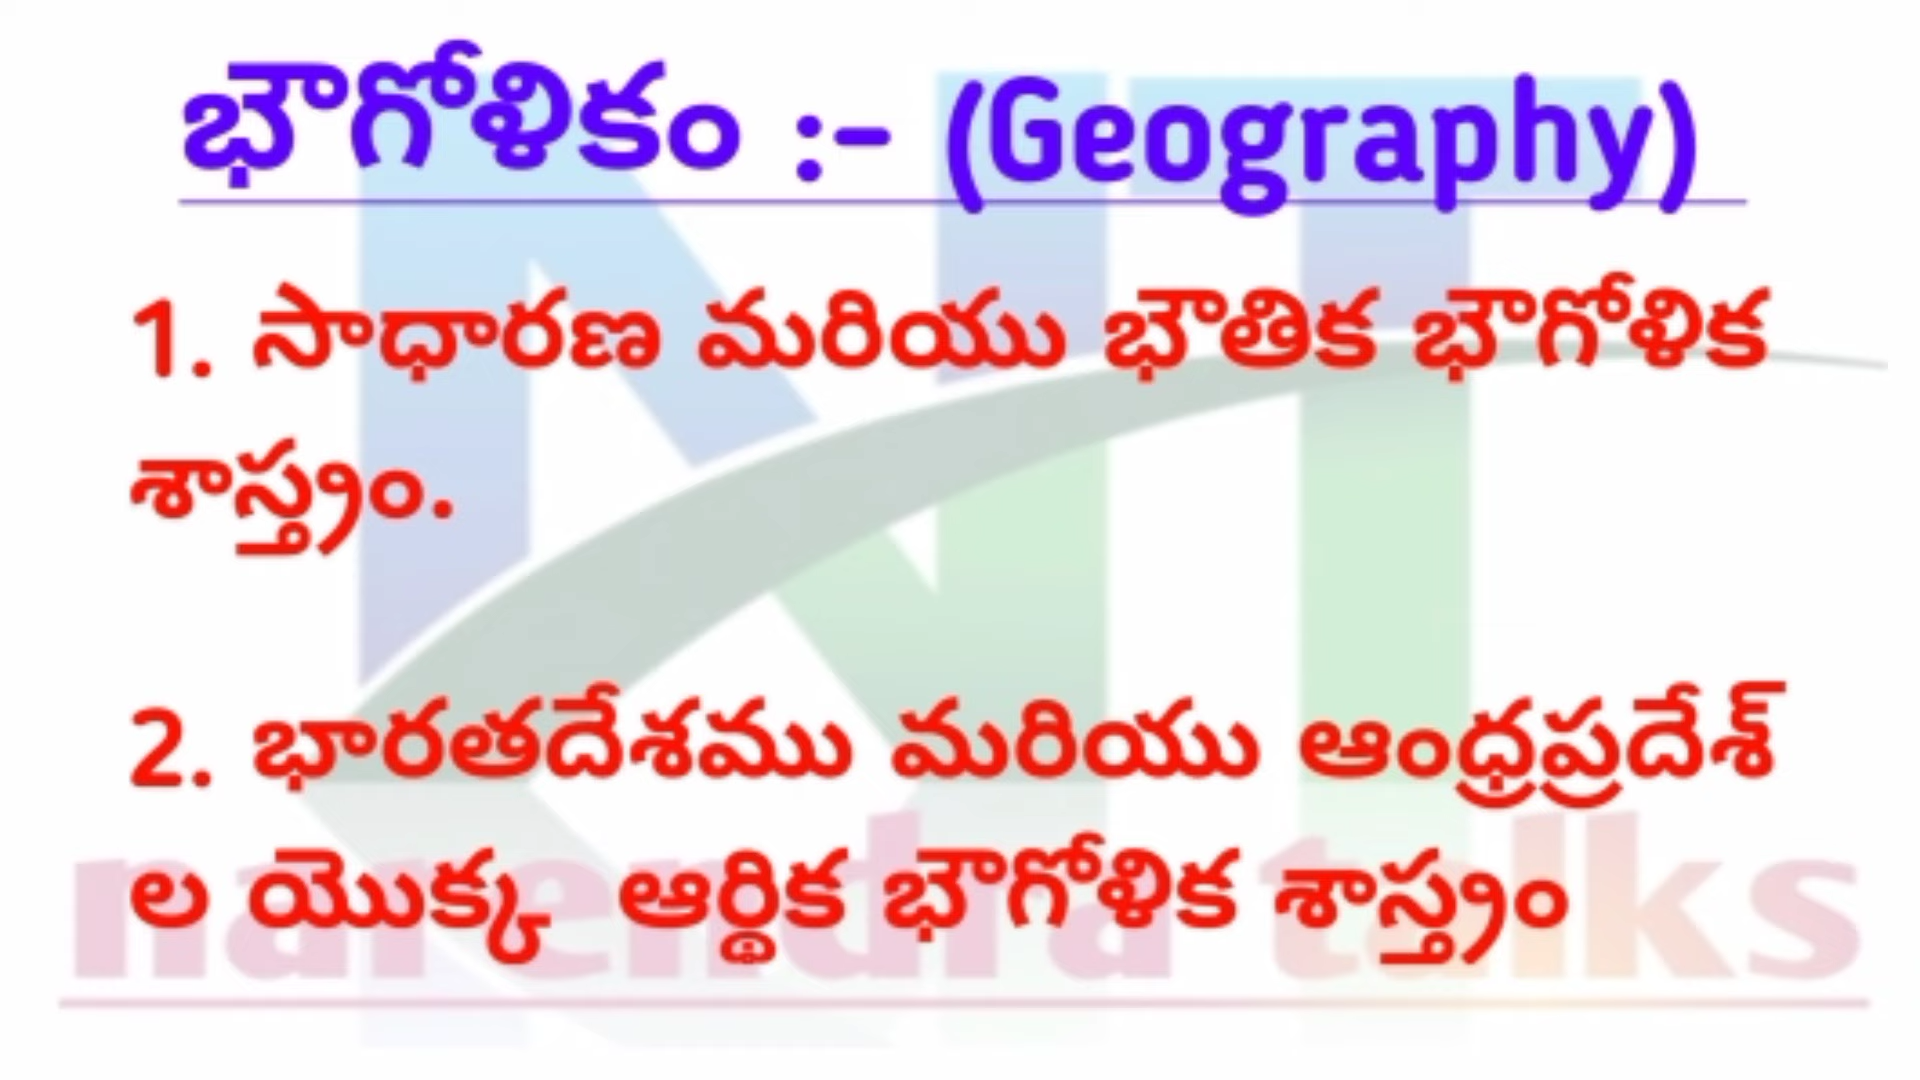 భౌగోళికం :- (Geography)
1. సాధారణ మరియు భౌతిక భౌగోళిక
శాస్త్రం.
2. భారతదేశము మరియు ఆంధ్రప్రదేశ్
ల యొక్క ఆర్థిక భౌగోళిక శాస్త్రం
narendra talks